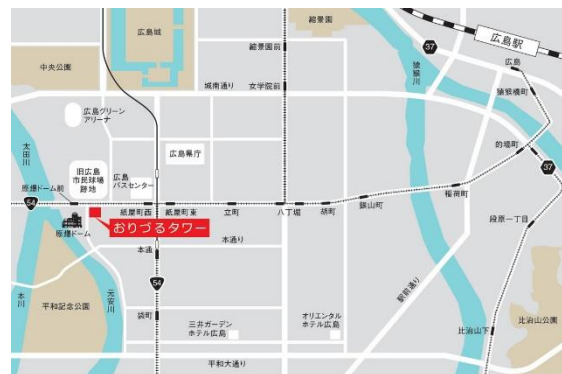 広島城
縮景園
広島駅
37
縮景園前
広島
中央公園
城南通り
女学院前
猿猴川
猿猴橋町
広島グリーン
アリーナ
太田川
広島県庁
的場町
37
旧広島
市民球場
跡地
広島
バスセンター
原爆ドーム前
54
紙屋町西
紙屋町東
立町
八丁堀
胡町
銀山町
稲荷町
段原一丁目
おりづるタワー
原爆ドーム
本通り
本通
54
本川
元安川
平和記念公園
袋町
三井ガーデン
ホテル広島
オリエンタル
ホテル広島
駅前通り
比治山下
比治山公園
平和大通り